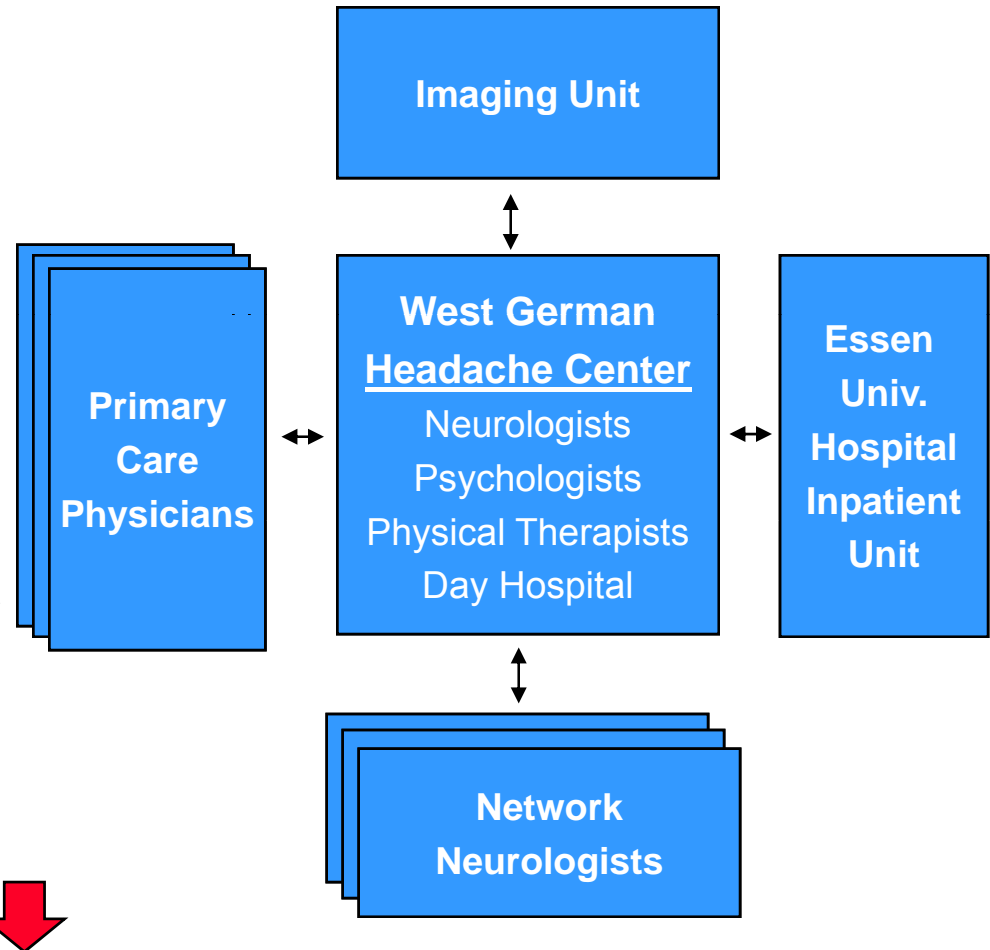 Imaging Unit
West German
Headache Center
Neurologists
Psychologists
Physical Therapists
Day Hospital
Primary
Care
Physicians
Essen
Univ.
Hospital
Inpatient
Unit
Network
Neurologists